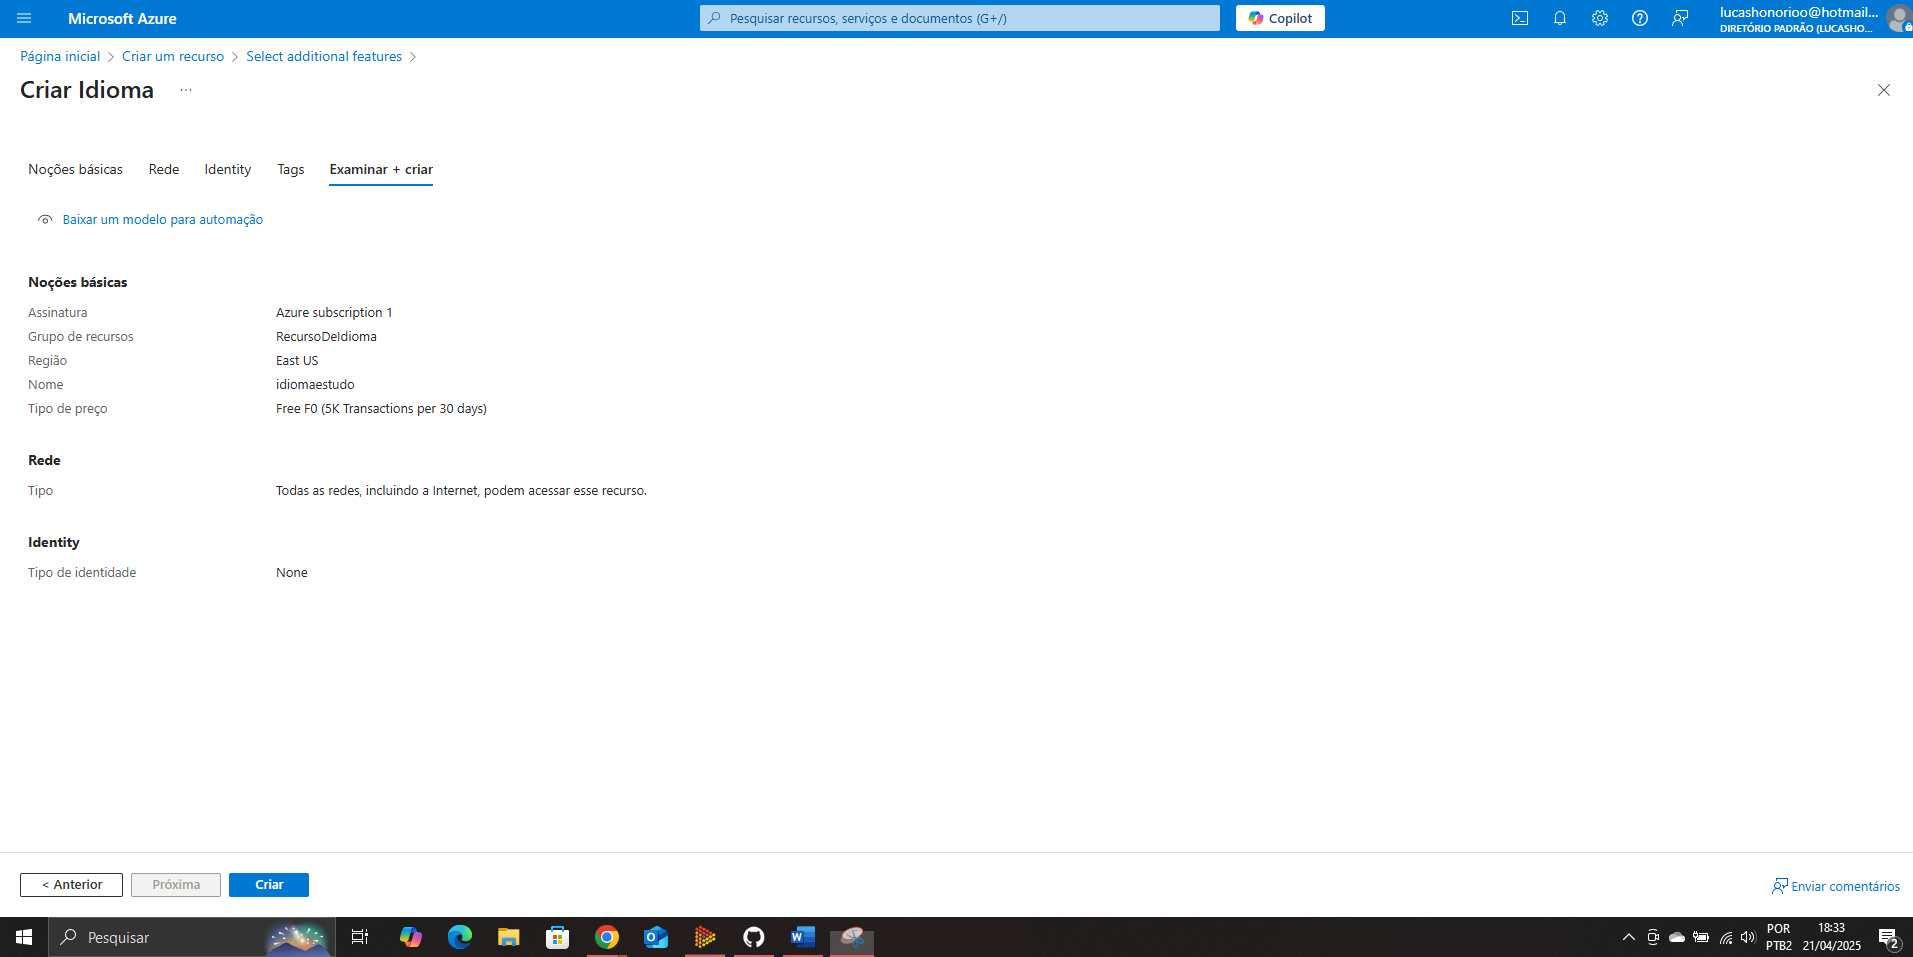 Microsoft Azure
Pesquisar recursos, serviços e documentos (G+/)
Copilot
lucashonorioo@hotmail...
DIRETÓRIO PADRÃO (LUCASHO...
Página inicial > Criar um recurso > Select additional features >
Criar Idioma ...
Noções básicas Rede Identity Tags Examinar + criar
Baixar um modelo para automação
Noções básicas
Assinatura Azure subscription 1
Grupo de recursos RecursoDeIdioma
Região East US
Nome idiomaestudo
Tipo de preço Free F0 (5K Transactions per 30 days)
Rede
Tipo Todas as redes, incluindo a Internet, podem acessar esse recurso.
Identity
Tipo de identidade None
< Anterior Próxima Criar
Enviar comentários
Pesquisar
POR
PTB2
18:33
21/04/2025
2